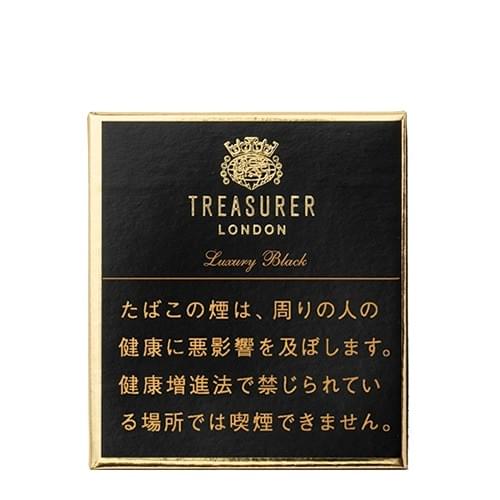 TREASURER
LONDON
Luxury Black
たばこの煙は、周りの人の
健康に悪影響を及ぼします。
健康増進法で禁じられてい
る場所では喫煙できません。